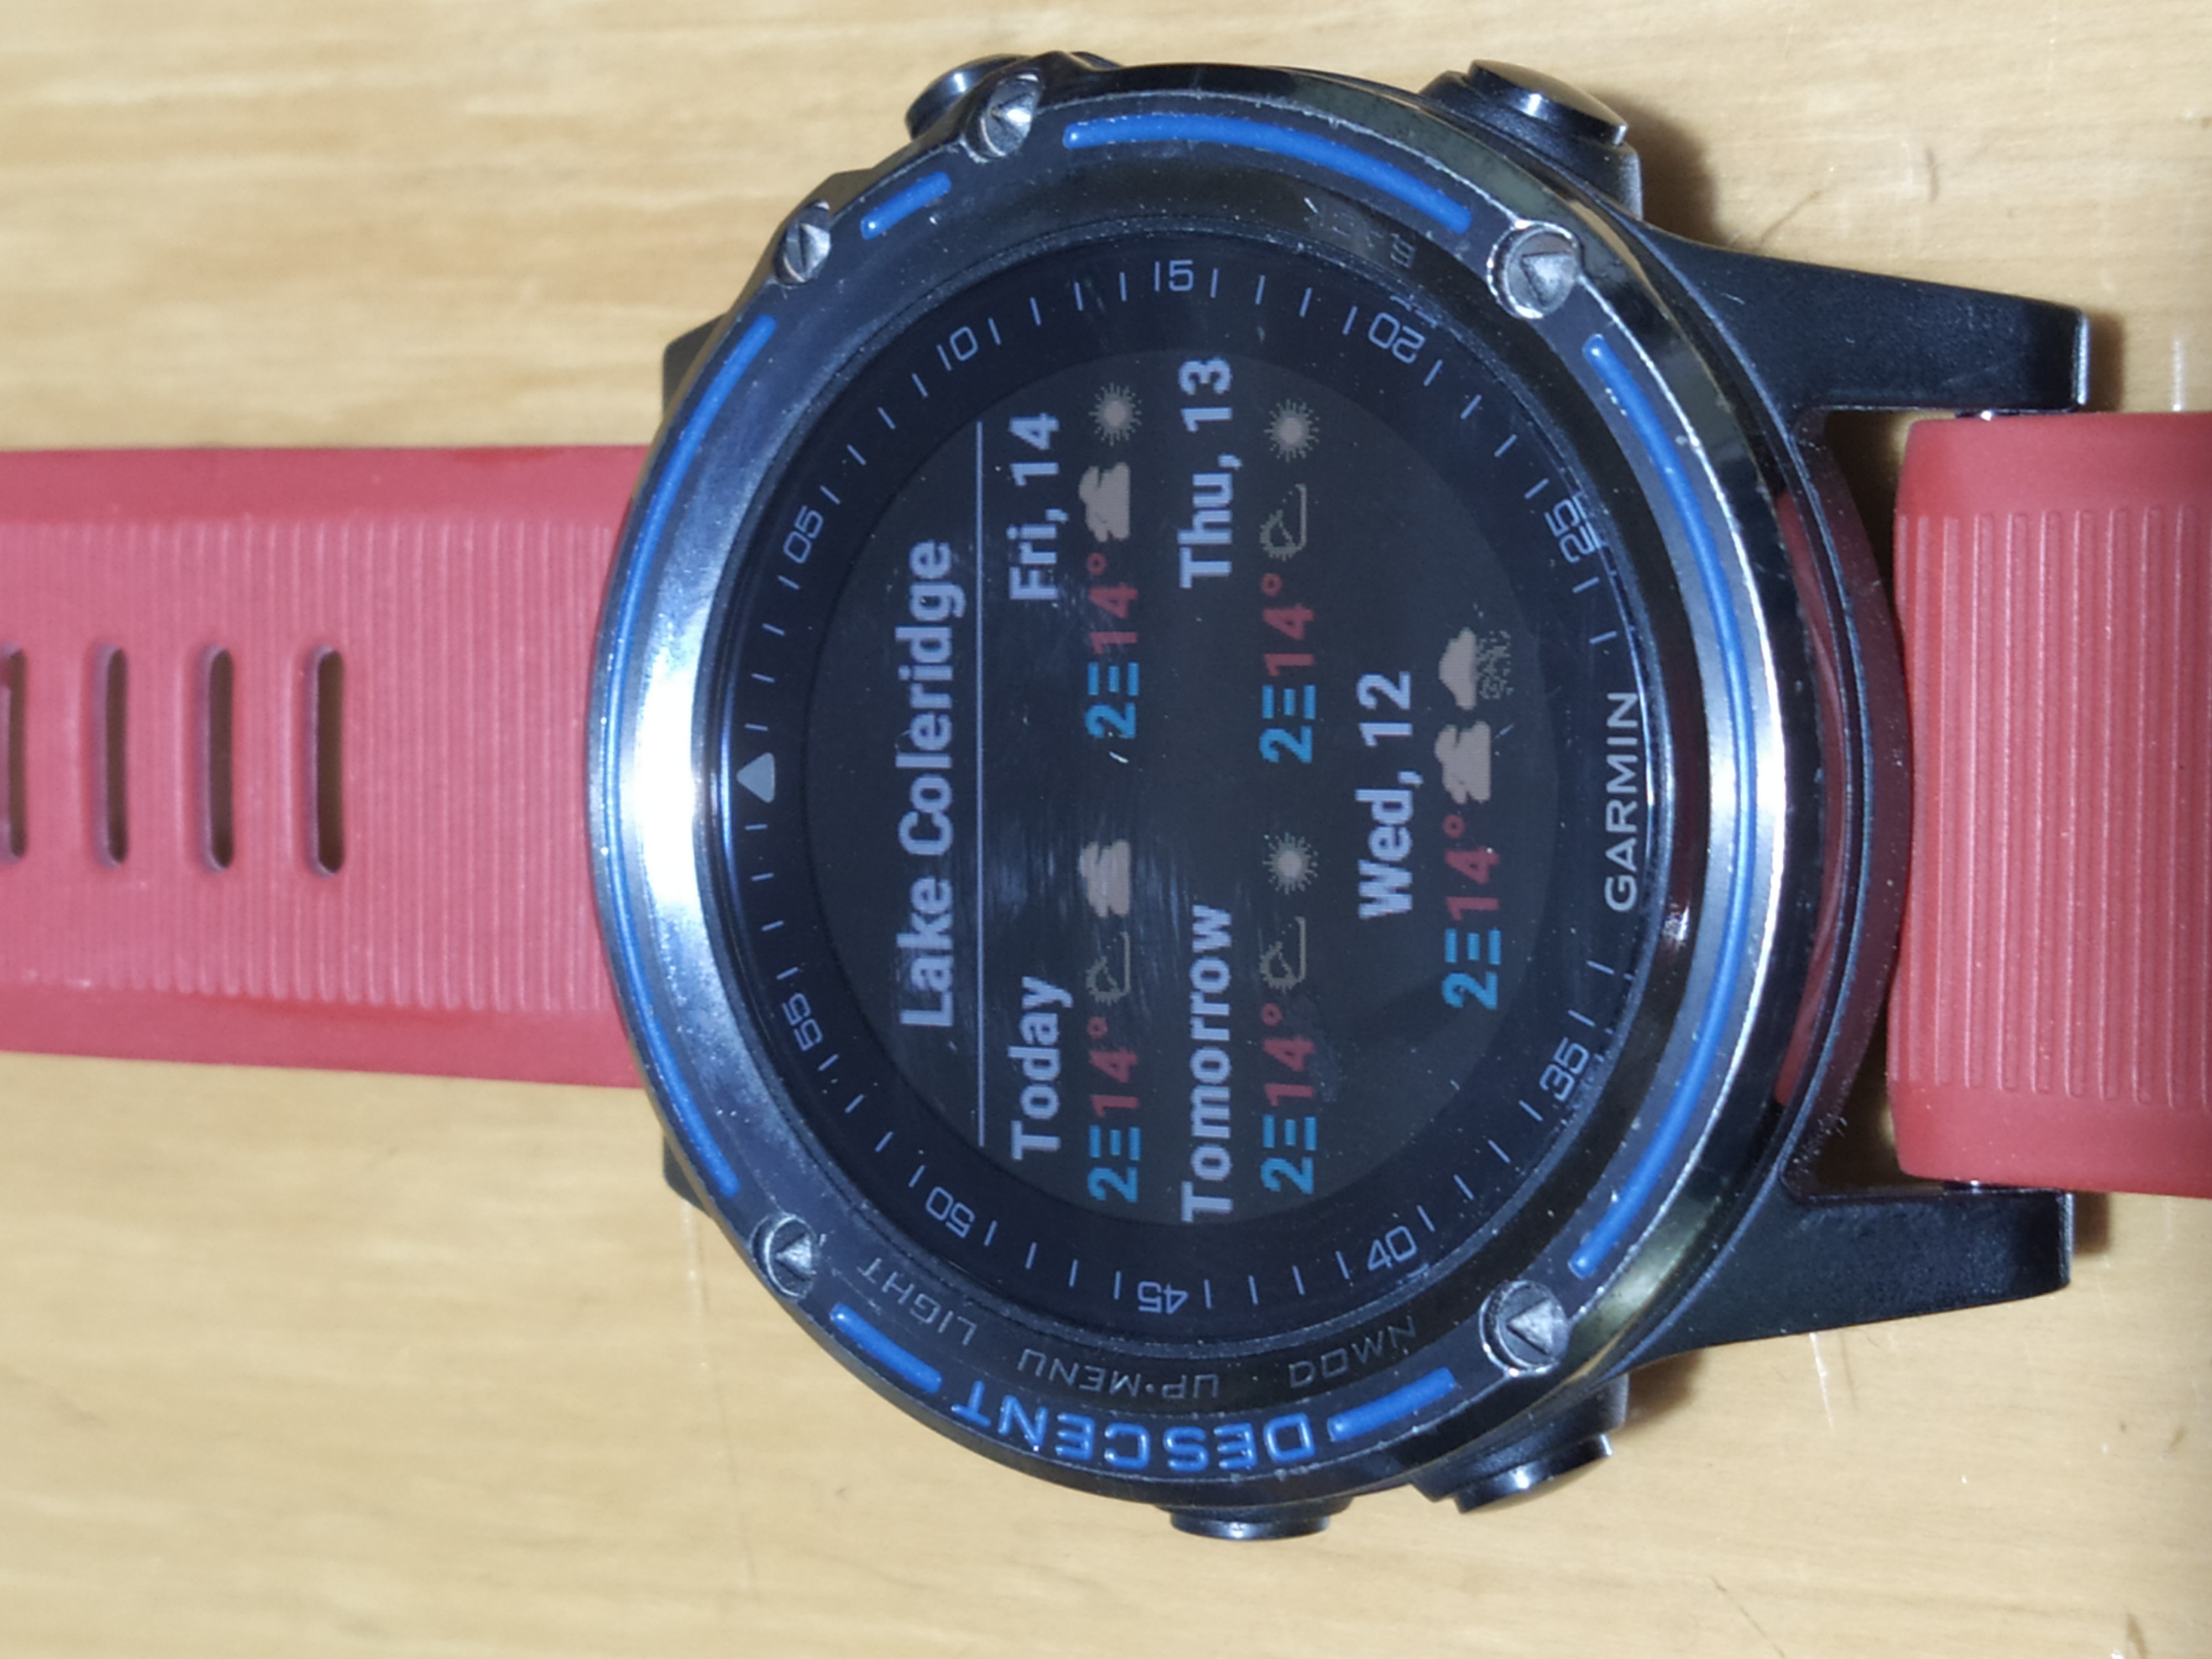 55
05
LIGHT
50
10
Lake Coleridge
Today Fri, 14
2Ξ14° 2Ξ14°
DESCENT
UP•MENU
45
15
Tomorrow Thu, 13
2Ξ14° 2Ξ14°
DOWN
Wed, 12
2Ξ14°
40
20
BACK
35
25
GARMIN